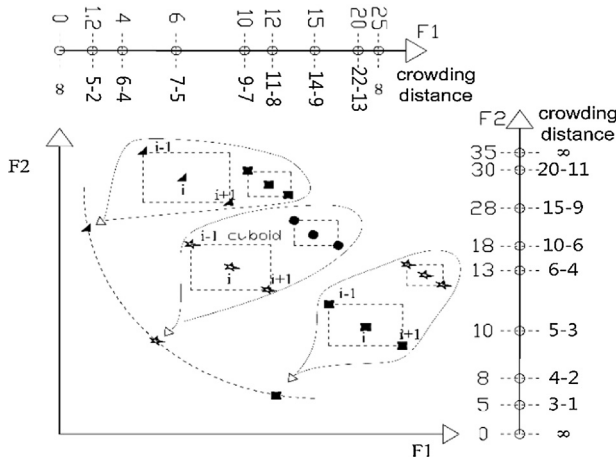 0 1.2 4 6 10 12 15 20 25
F1
∞ 5-2 6-4 7-5 9-7 11-8 14-9 22-13 ∞
crowding
distance
F2 crowding
distance
35 ∞
30 20-11
28 15-9
18 10-6
13 6-4
10 5-3
8 4-2
5 3-1
0 ∞
F2
i-1
i
i+1
i-1 cuboid
i
i+1
i-1
i
i+1
F1